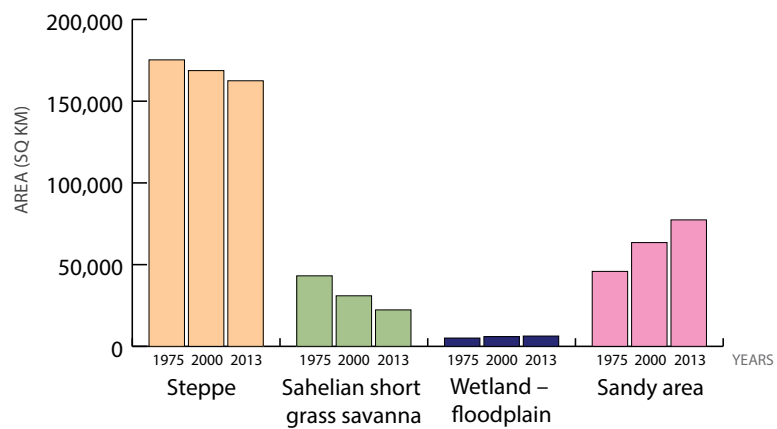 200,000
150,000
100,000
50,000
0
AREA (SQ KM)
1975 2000 2013 1975 2000 2013 1975 2000 2013 1975 2000 2013 YEARS
Steppe
Sahelian short
grass savanna
Wetland –
floodplain
Sandy area